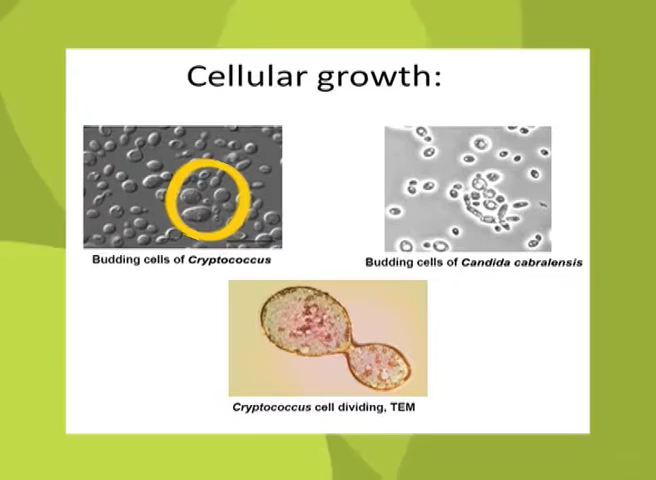 Cellular growth:
Budding cells of Cryptococcus
Budding cells of Candida cabralensis
Cryptococcus cell dividing, TEM